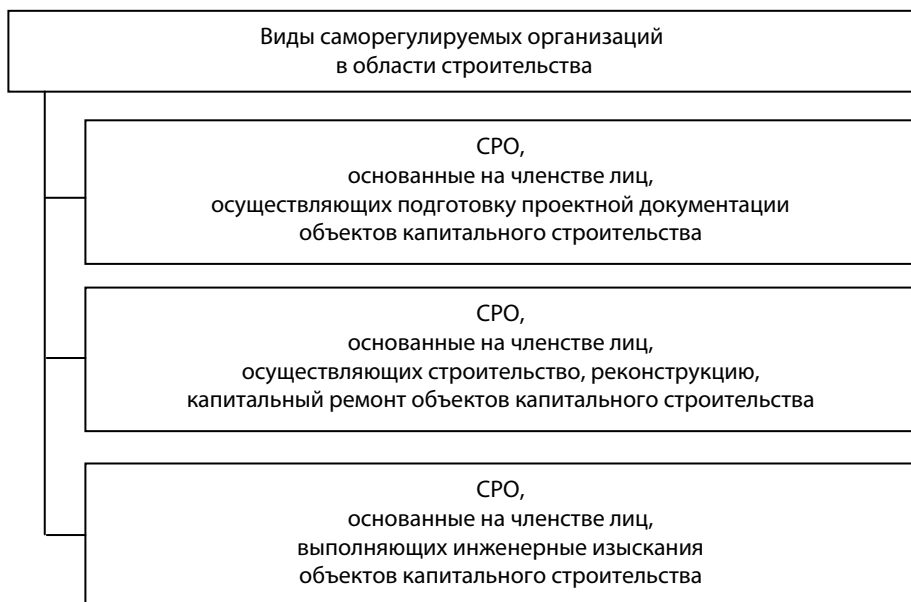 Виды саморегулируемых организаций
в области строительства
СРО,
основанные на членстве лиц,
осуществляющих подготовку проектной документации
объектов капитального строительства
СРО,
основанные на членстве лиц,
осуществляющих строительство, реконструкцию,
капитальный ремонт объектов капитального строительства
СРО,
основанные на членстве лиц,
выполняющих инженерные изыскания
объектов капитального строительства